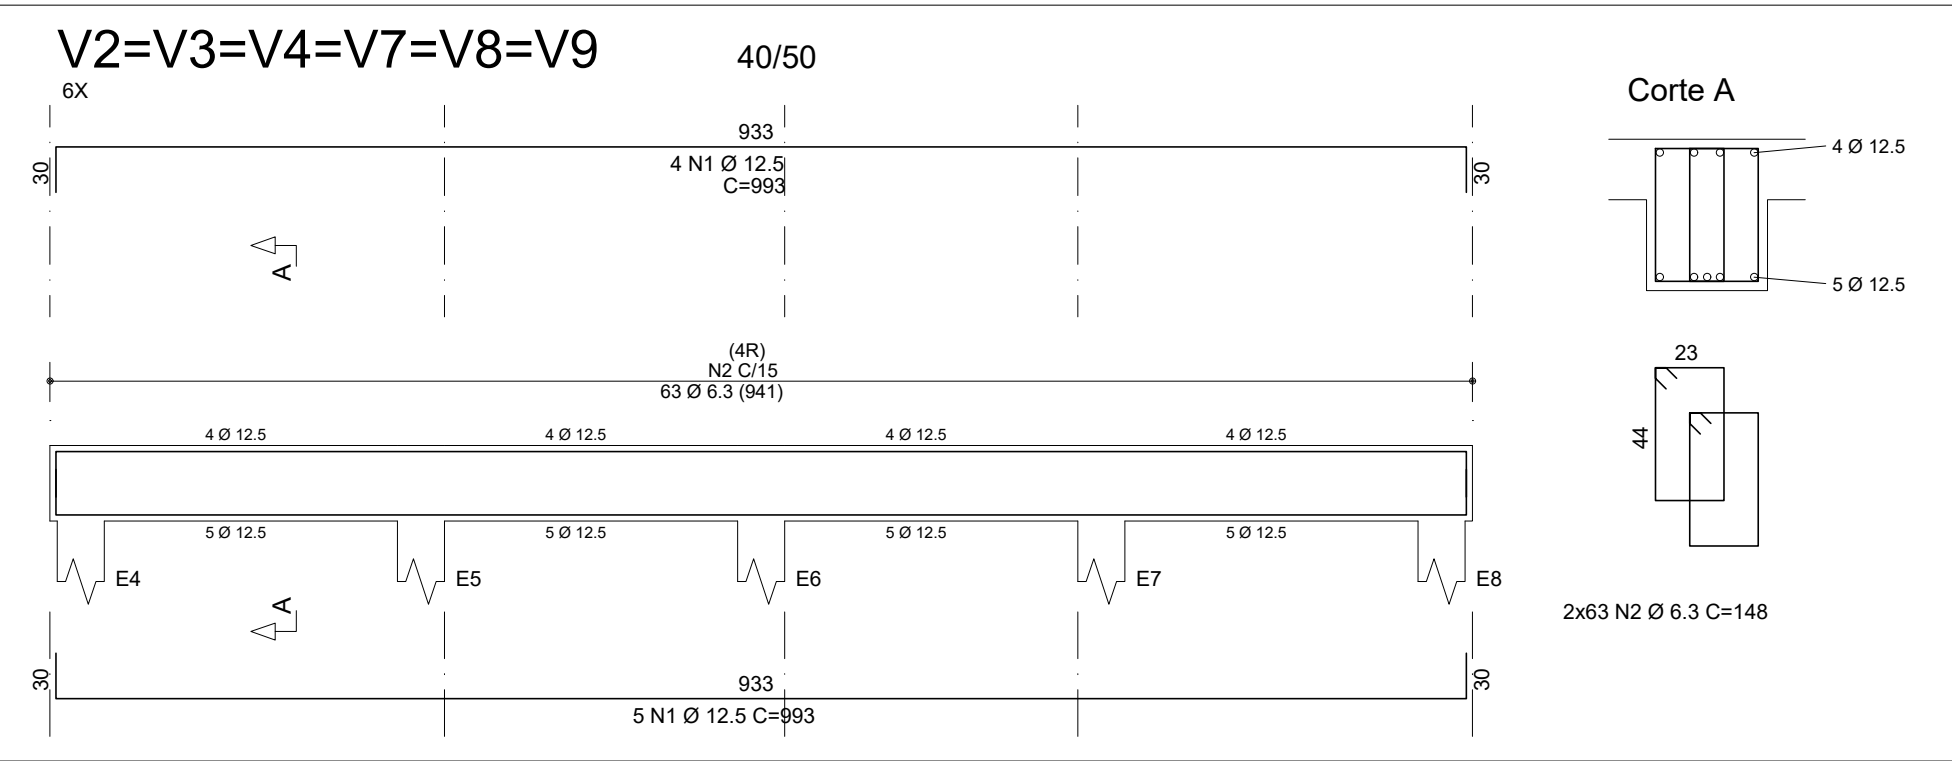 V2=V3=V4=V7=V8=V9
40/50
6X
Corte A
933
30
4 N1 Ø 12.5
C=993
30
4 Ø 12.5
A
5 Ø 12.5
(4R)
N2 C/15
63 Ø 6.3 (941)
23
44
4 Ø 12.5
4 Ø 12.5
4 Ø 12.5
4 Ø 12.5
5 Ø 12.5
5 Ø 12.5
5 Ø 12.5
5 Ø 12.5
E4
E5
E6
E7
E8
A
2x63 N2 Ø 6.3 C=148
30
933
30
5 N1 Ø 12.5 C=993